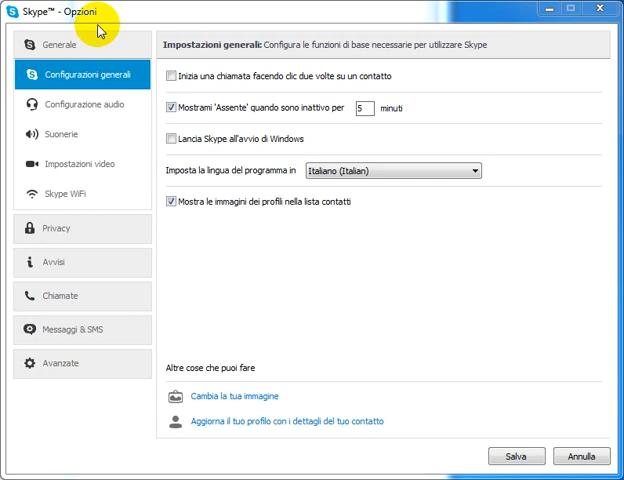 Skype™ - Opzioni
Generale
Configurazioni generali
Configurazione audio
Suonerie
Impostazioni video
Skype WiFi
Privacy
Avvisi
Chiamate
Messaggi & SMS
Avanzate
Impostazioni generali: Configura le funzioni di base necessarie per utilizzare Skype
Inizia una chiamata facendo clic due volte su un contatto
Mostrami 'Assente' quando sono inattivo per 5 minuti
Lancia Skype all'avvio di Windows
Imposta la lingua del programma in Italiano (Italian)
Mostra le immagini dei profili nella lista contatti
Altre cose che puoi fare
Cambia la tua immagine
Aggiorna il tuo profilo con i dettagli del tuo contatto
Salva Annulla